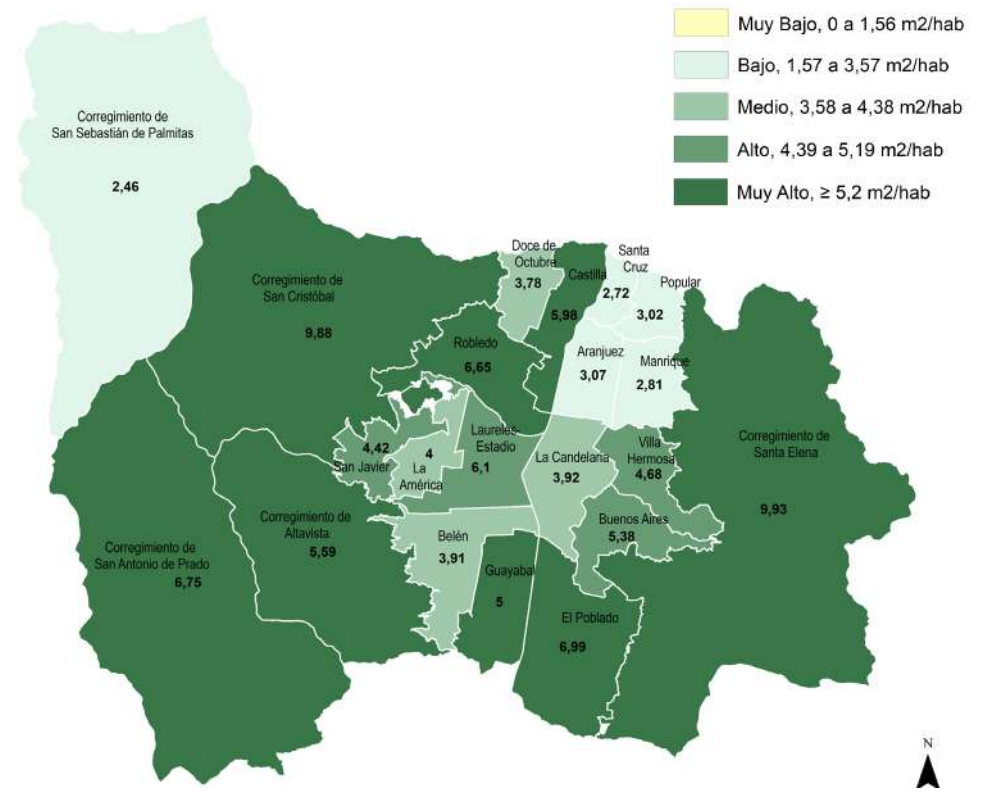 Muy Bajo, 0 a 1,56 m2/hab
Bajo, 1,57 a 3,57 m2/hab
Medio, 3,58 a 4,38 m2/hab
Alto, 4,39 a 5,19 m2/hab
Muy Alto, ≥ 5,2 m2/hab
Corregimiento de
San Sebastián de Palmitas
2,46
Corregimiento de
San Cristóbal
9,88
Doce de
Octubre
3,78
Castilla
5,98
Santa
Cruz
2,72
Popular
3,02
Robledo
6,65
Aranjuez
3,07
Manrique
2,81
4,42
San Javier
4
La
América
Laureles-
Estadio
6,1
La Candelaria
3,92
Villa
Hermosa
4,68
Corregimiento de
Santa Elena
9,93
Corregimiento de
Altavista
5,59
Buenos Aires
5,38
Corregimiento de
San Antonio de Prado
6,75
Belén
3,91
Guayabal
5
El Poblado
6,99
N